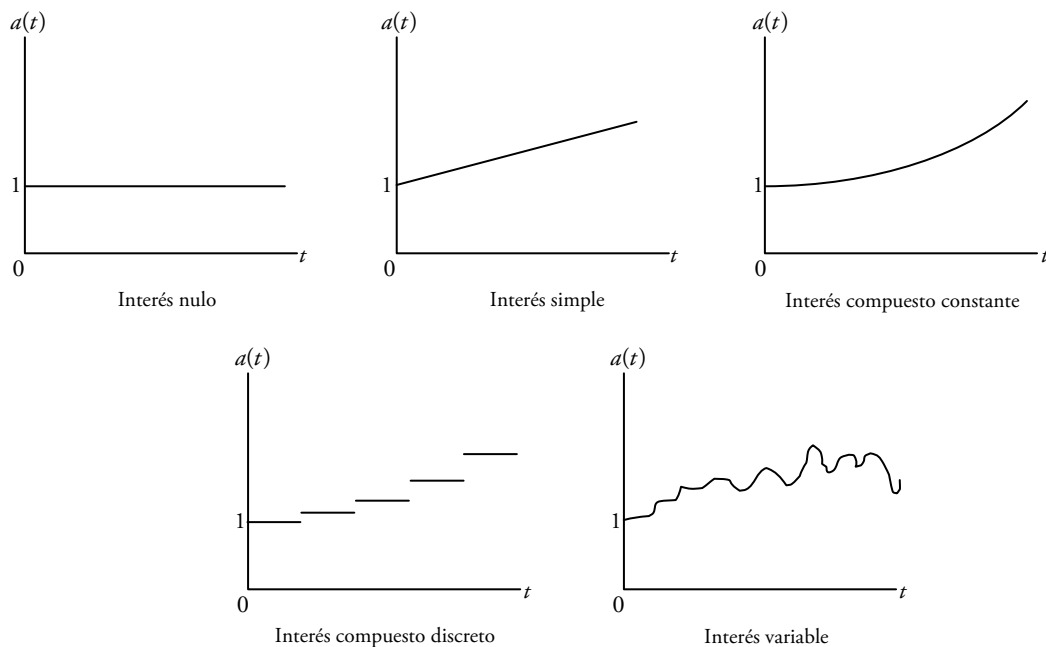 a(t) a(t) a(t)
1 1 1
t t t
0 0 0
Interés nulo Interés simple Interés compuesto constante
a(t) a(t)
1 1
t t
0 0
Interés compuesto discreto Interés variable